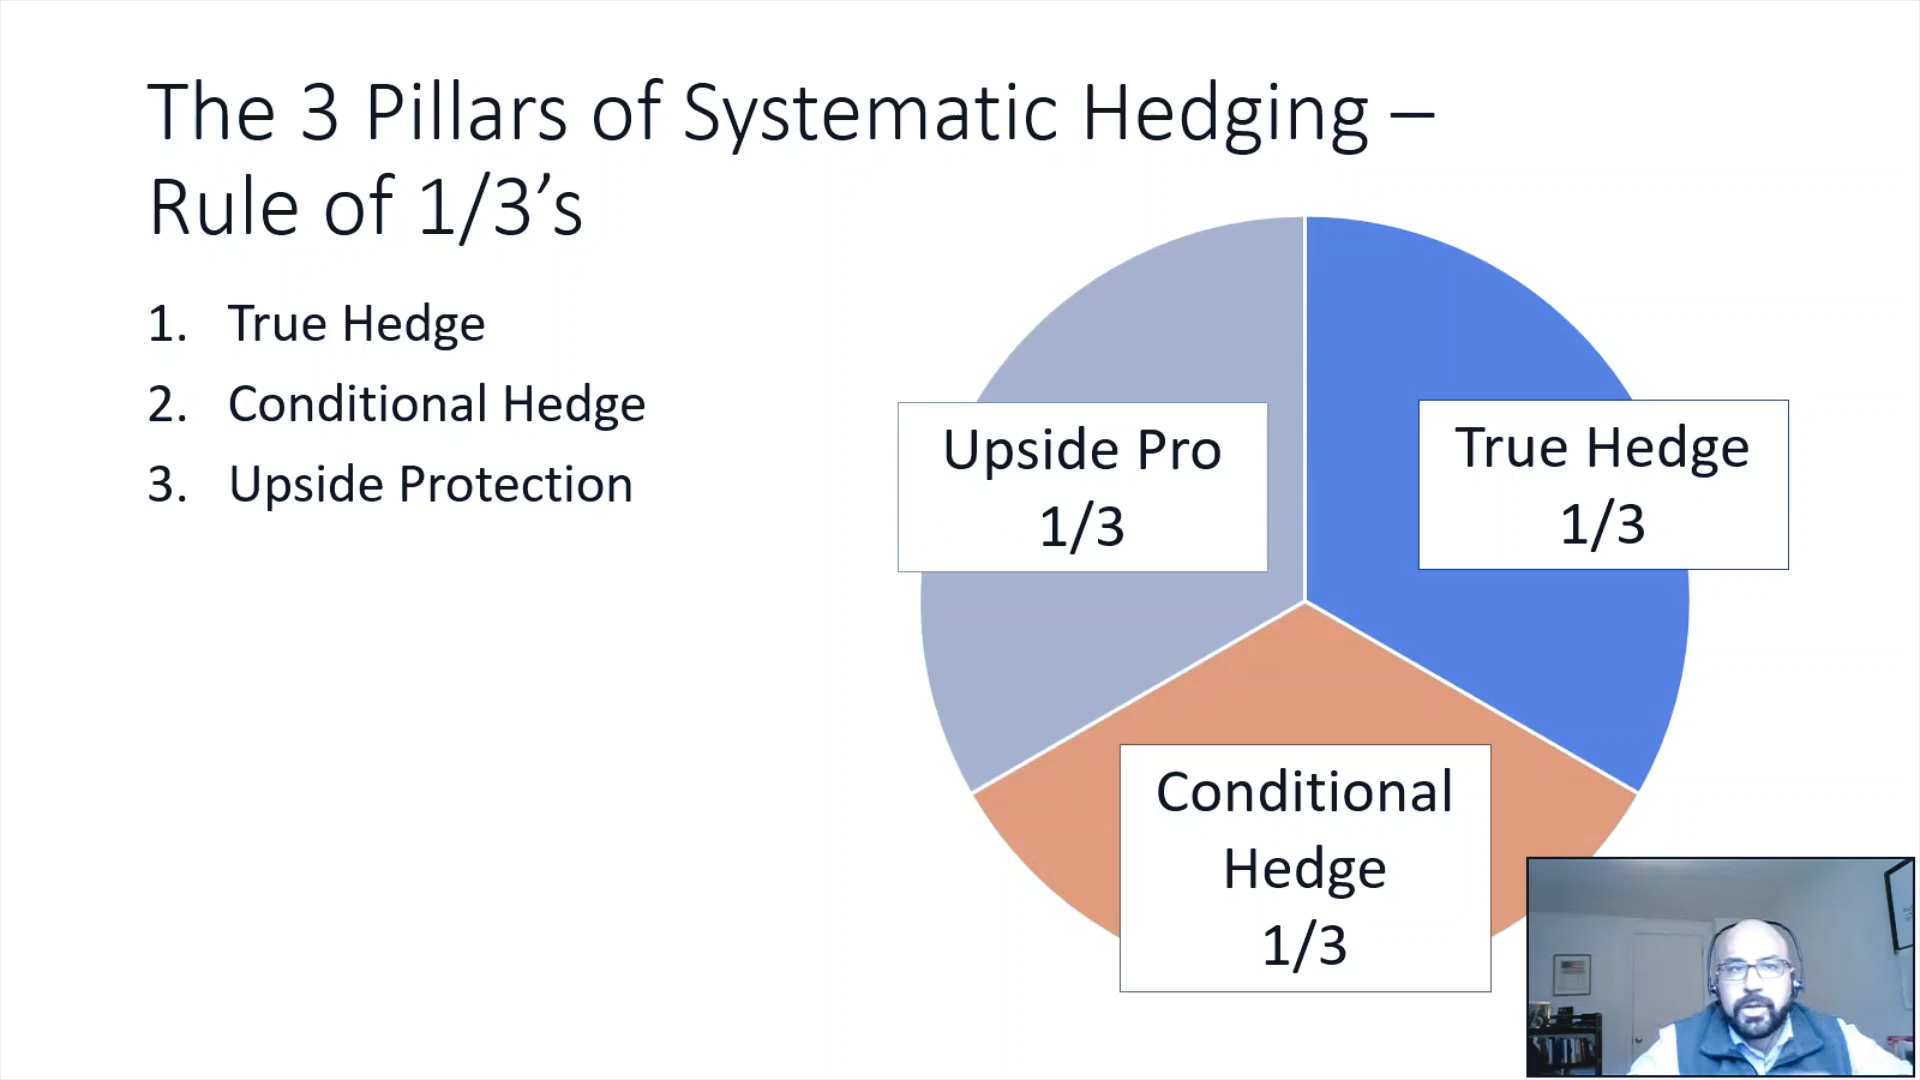 The 3 Pillars of Systematic Hedging –
Rule of 1/3’s
1. True Hedge
2. Conditional Hedge
3. Upside Protection
Upside Pro
1/3
True Hedge
1/3
Conditional
Hedge
1/3